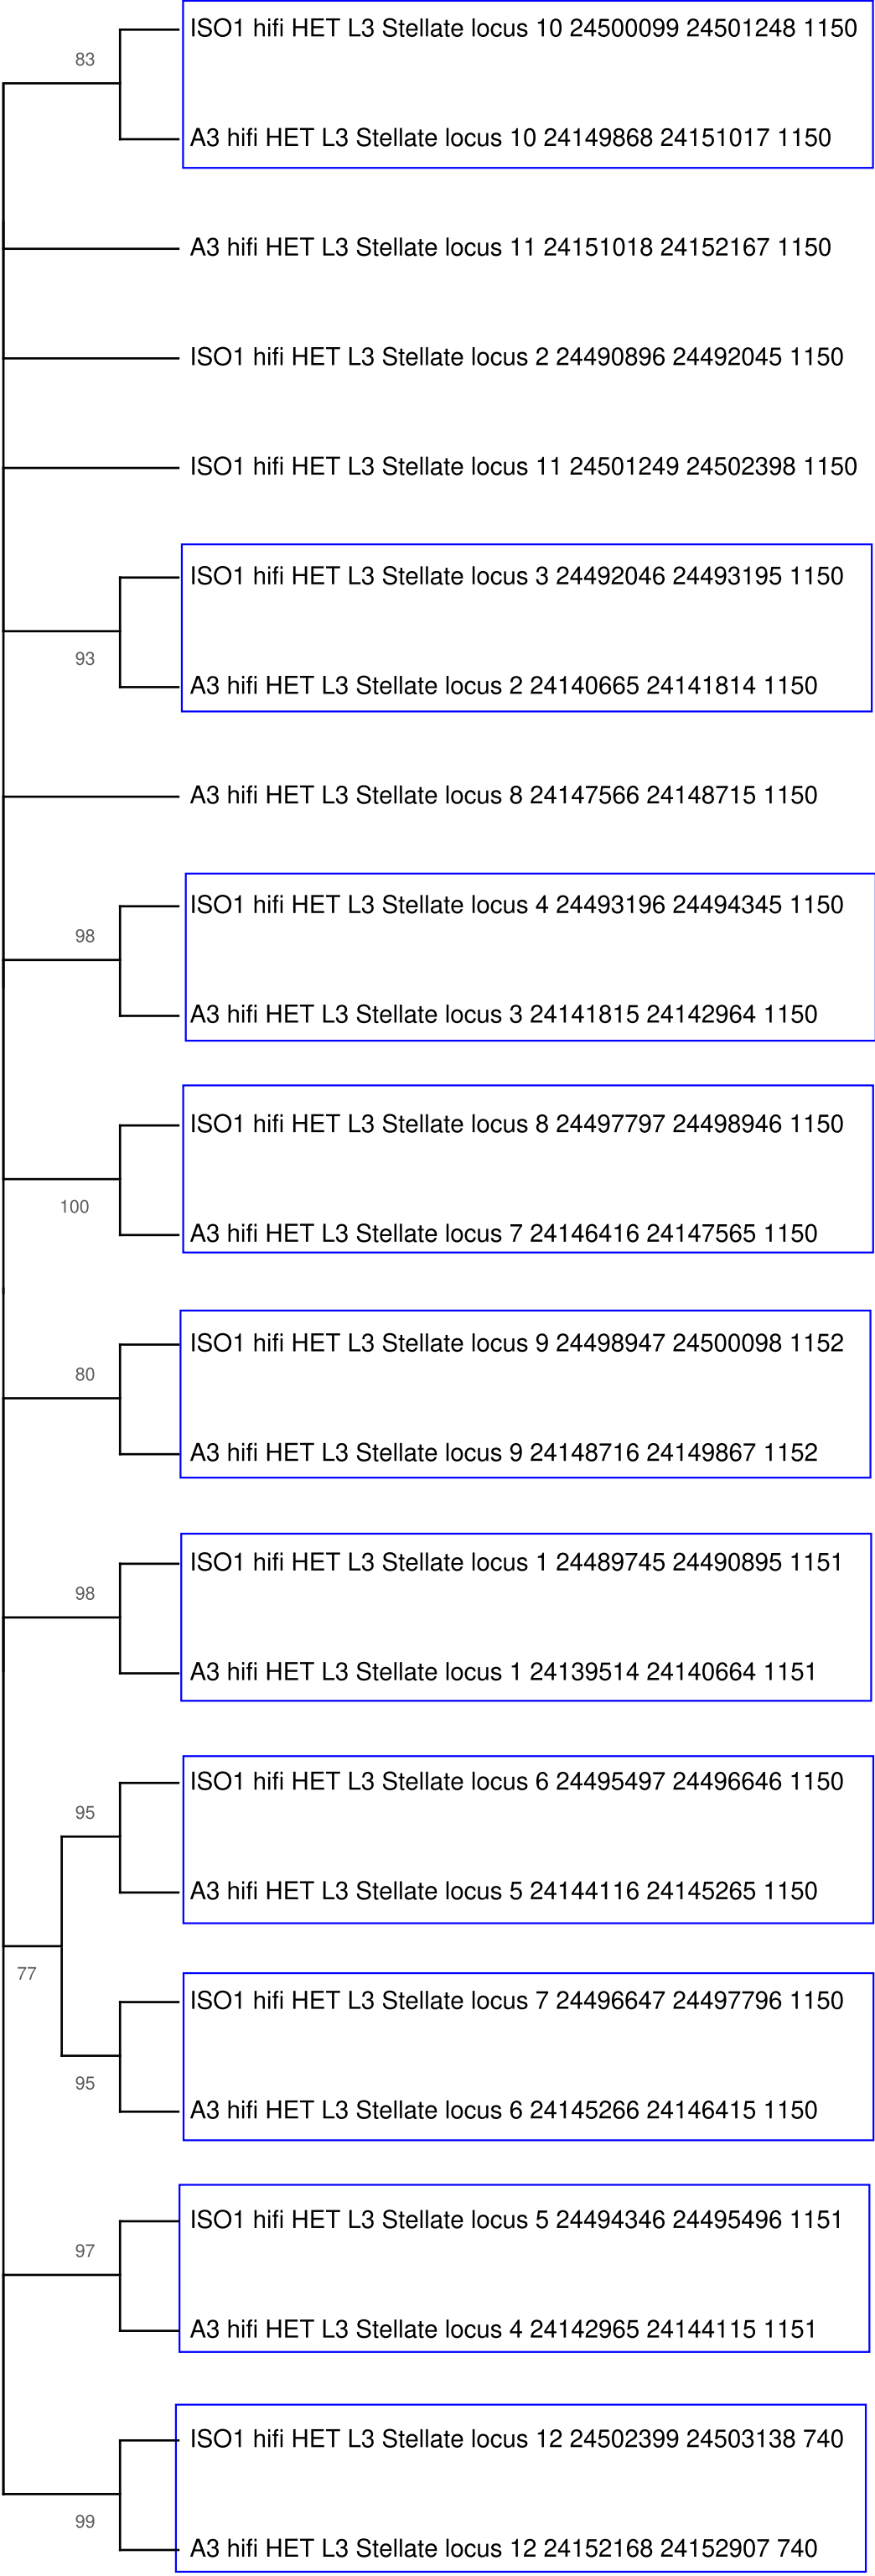 ISO1 hifi HET L3 Stellate locus 10 24500099 24501248 1150
83
A3 hifi HET L3 Stellate locus 10 24149868 24151017 1150
A3 hifi HET L3 Stellate locus 11 24151018 24152167 1150
ISO1 hifi HET L3 Stellate locus 2 24490896 24492045 1150
ISO1 hifi HET L3 Stellate locus 11 24501249 24502398 1150
ISO1 hifi HET L3 Stellate locus 3 24492046 24493195 1150
93
A3 hifi HET L3 Stellate locus 2 24140665 24141814 1150
A3 hifi HET L3 Stellate locus 8 24147566 24148715 1150
ISO1 hifi HET L3 Stellate locus 4 24493196 24494345 1150
98
A3 hifi HET L3 Stellate locus 3 24141815 24142964 1150
ISO1 hifi HET L3 Stellate locus 8 24497797 24498946 1150
100
A3 hifi HET L3 Stellate locus 7 24146416 24147565 1150
ISO1 hifi HET L3 Stellate locus 9 24498947 24500098 1152
80
A3 hifi HET L3 Stellate locus 9 24148716 24149867 1152
ISO1 hifi HET L3 Stellate locus 1 24489745 24490895 1151
98
A3 hifi HET L3 Stellate locus 1 24139514 24140664 1151
ISO1 hifi HET L3 Stellate locus 6 24495497 24496646 1150
95
A3 hifi HET L3 Stellate locus 5 24144116 24145265 1150
77
ISO1 hifi HET L3 Stellate locus 7 24496647 24497796 1150
95
A3 hifi HET L3 Stellate locus 6 24145266 24146415 1150
ISO1 hifi HET L3 Stellate locus 5 24494346 24495496 1151
97
A3 hifi HET L3 Stellate locus 4 24142965 24144115 1151
ISO1 hifi HET L3 Stellate locus 12 24502399 24503138 740
99
A3 hifi HET L3 Stellate locus 12 24152168 24152907 740